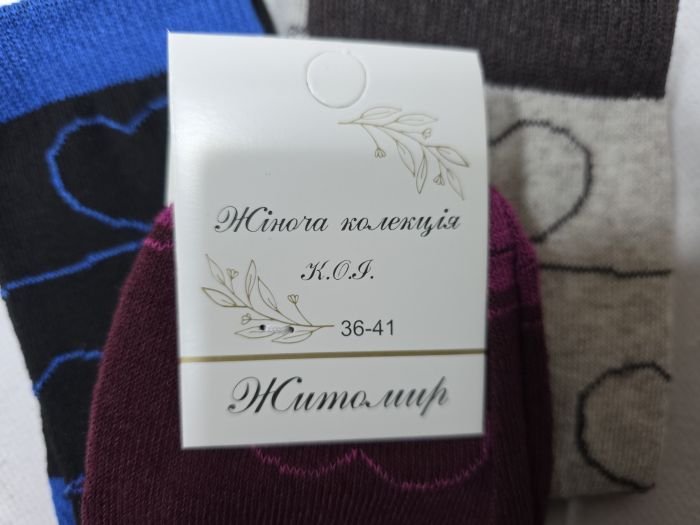 Жіноча колекція
К.О.І.
36-41
Житомир